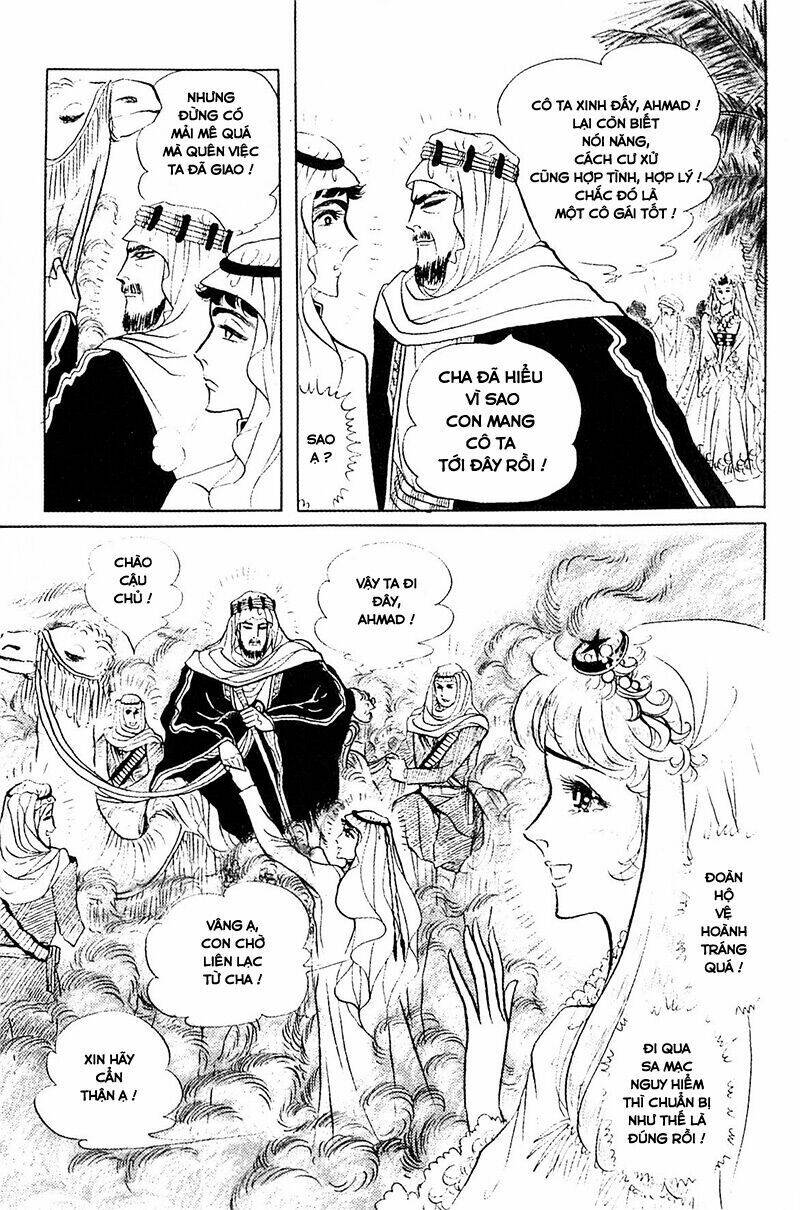 CÔ TA XINH ĐẤY, AHMAD !
LẠI CÒN BIẾT
NÓI NĂNG,
CÁCH CƯ XỬ
CŨNG HỢP TÌNH, HỢP LÝ !
CHẮC ĐÓ LÀ
MỘT CÔ GÁI TỐT !
CHA ĐÃ HIỂU
VÌ SAO
CON MANG
CÔ TA
TỚI ĐÂY RỒI !
SAO
Ạ ?
NHƯNG
ĐỪNG CÓ
MẢI MÊ QUÁ
MÀ QUÊN VIỆC
TA ĐÃ GIAO !
VẬY TA ĐI
ĐÂY,
AHMAD !
CHÀO
CẬU
CHỦ !
VÂNG Ạ,
CON CHỜ
LIÊN LẠC
TỪ CHA !
XIN HÃY
CẨN
THẬN Ạ !
ĐOÀN
HỘ
VỆ
HOÀNH
TRÁNG
QUÁ !
ĐI QUA
SA MẠC
NGUY HIỂM
THÌ CHUẨN BỊ
NHƯ THẾ LÀ
ĐÚNG RỒI !